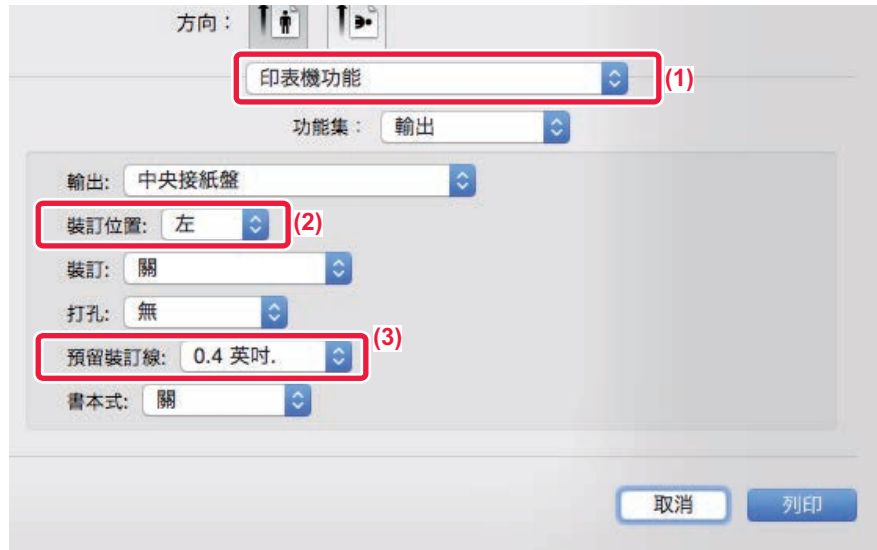 方向：
印表機功能 (1)
功能集： 輸出
輸出: 中央接紙盤
裝訂位置: 左 (2)
裝訂: 關
打孔: 無
預留裝訂線: 0.4 英吋. (3)
書本式: 關
取消 列印